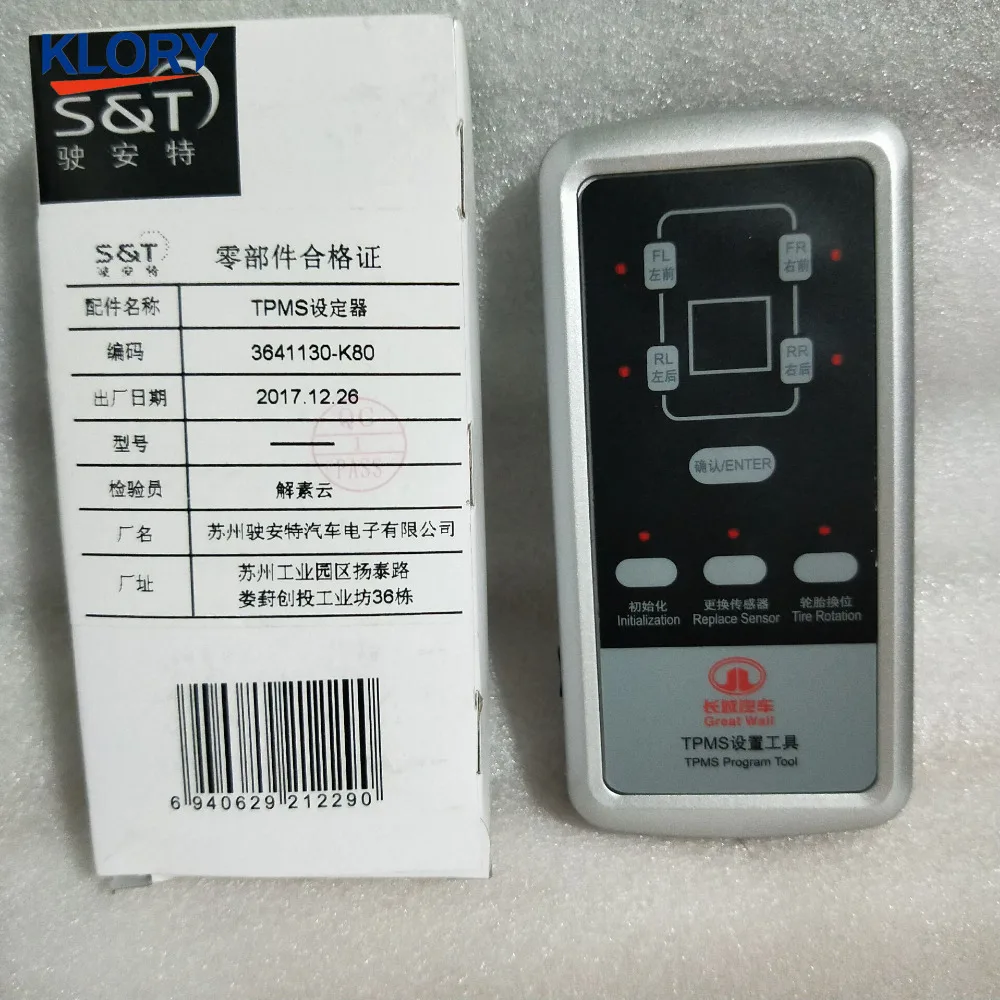 KLORY
S&T
驶安特
S&T
驶安特
零部件合格证
配件名称 TPMS设定器
编码 3641130-K80
出厂日期 2017.12.26
型号 ——
QC
1
PASS
检验员 解素云
厂名 苏州驶安特汽车电子有限公司
厂址 苏州工业园区扬泰路
娄葑创投工业坊36栋
6 940629 212290
FL
左前
FR
右前
RL
左后
RR
右后
确认/ENTER
初始化
Initialization
更换传感器
Replace Sensor
轮胎换位
Tire Rotation
长城汽车
Great Wall
TPMS设置工具
TPMS Program Tool